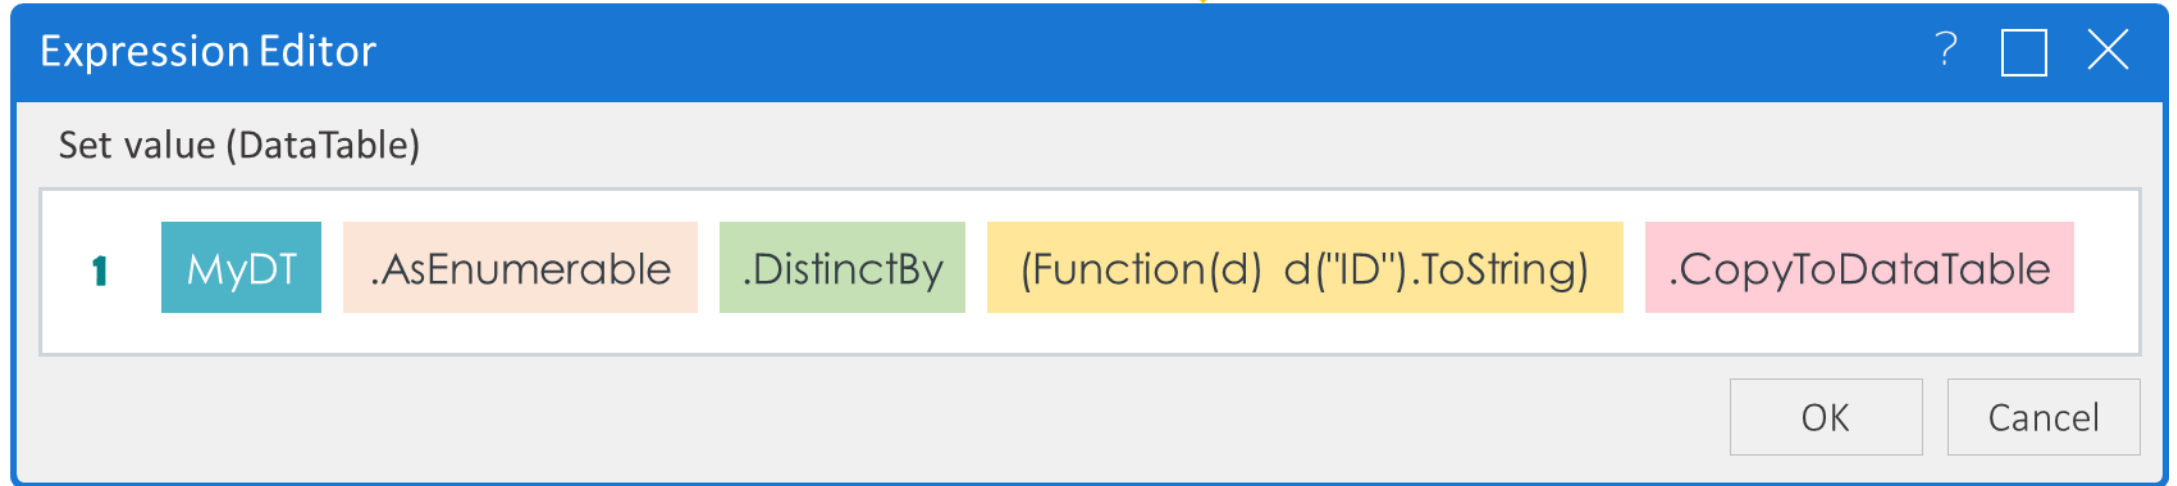 Expression Editor ?
Set value (DataTable)
1 MyDT .AsEnumerable .DistinctBy (Function(d) d("ID").ToString) .CopyToDataTable
OK Cancel